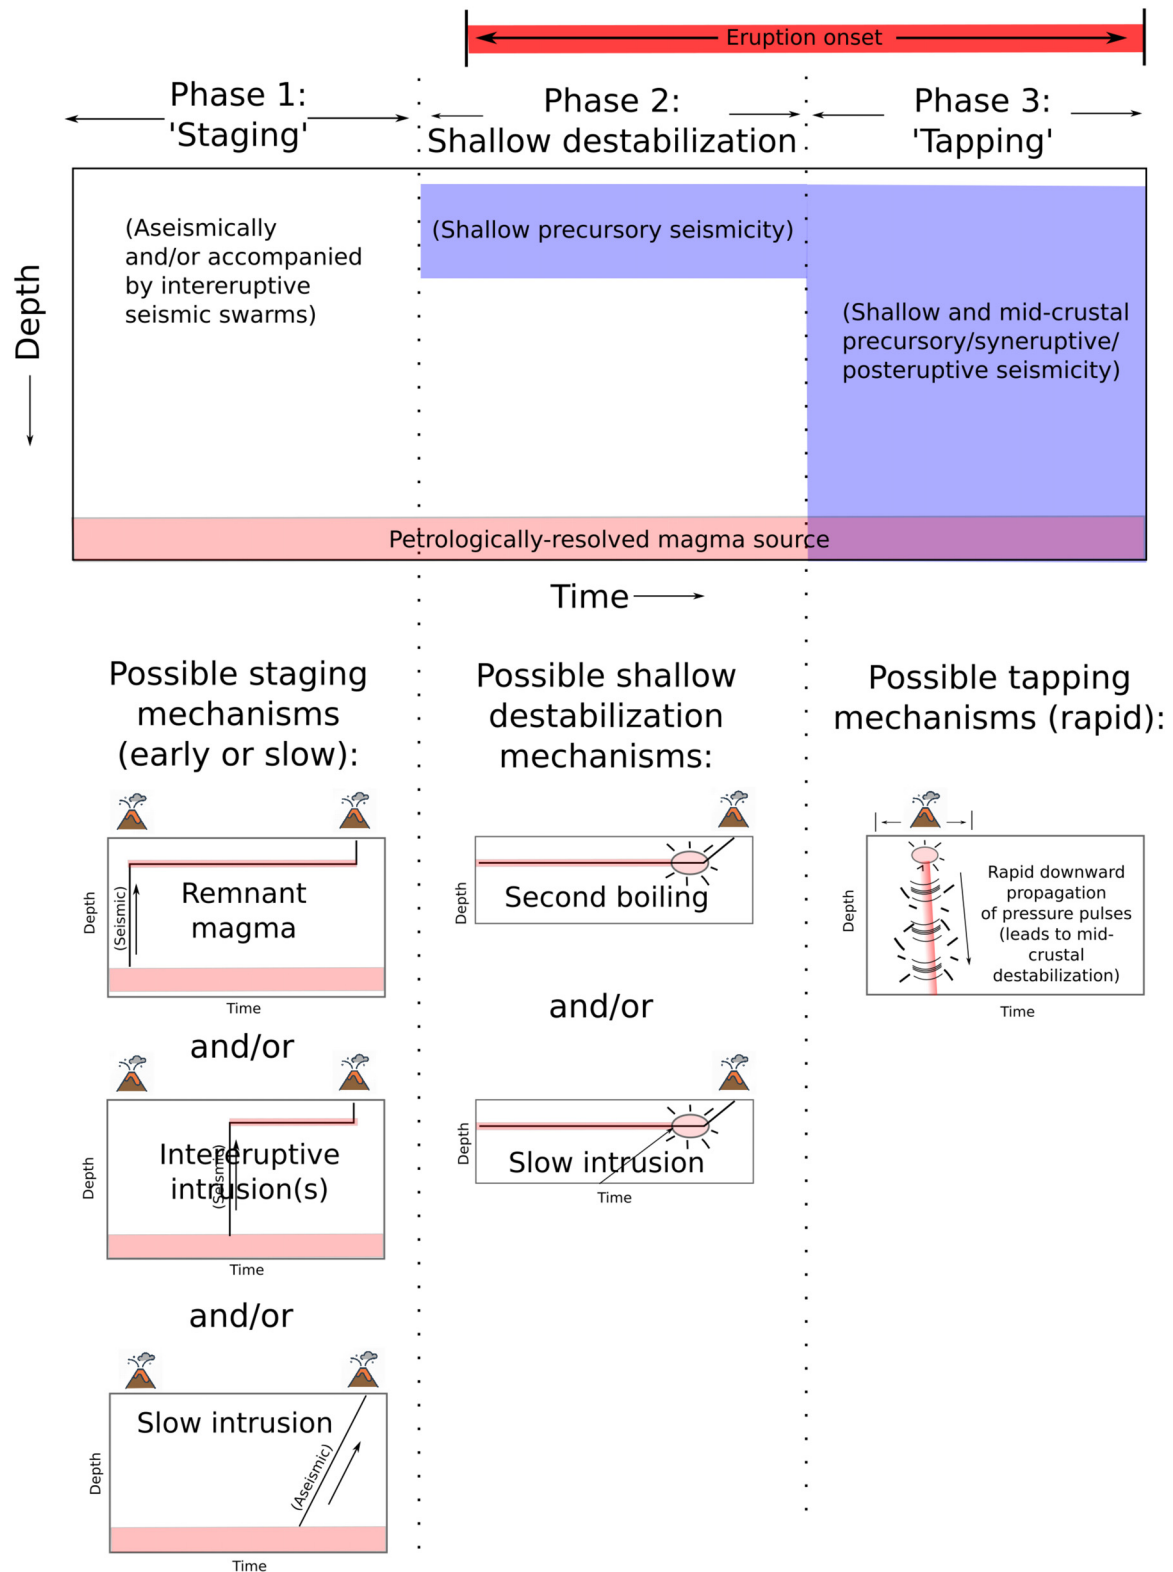 Eruption onset
Phase 1:
'Staging'
Phase 2:
Shallow destabilization
Phase 3:
'Tapping'
Depth
(Aseismically
and/or accompanied
by intereruptive
seismic swarms)
(Shallow precursory seismicity)
(Shallow and mid-crustal
precursory/syneruptive/
posteruptive seismicity)
Petrologically-resolved magma source
Time
Possible staging
mechanisms
(early or slow):
Depth
(Seismic)
Remnant
magma
Time
and/or
Depth
(Seismic)
Intereruptive
intrusion(s)
Time
and/or
Depth
Slow intrusion
(Aseismic)
Time
Possible shallow
destabilization
mechanisms:
Depth
Second boiling
and/or
Depth
Slow intrusion
Time
Possible tapping
mechanisms (rapid):
Depth
Rapid downward
propagation
of pressure pulses
(leads to mid-
crustal
destabilization)
Time